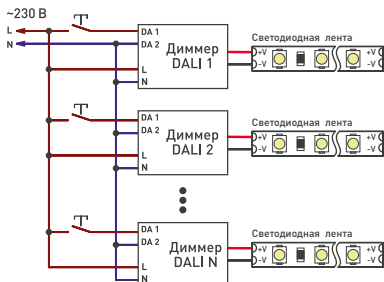 ~230 В
L
N
DA 1
DA 2
L
N
Диммер
DALI 1
Светодиодная лента
+V
-V
+V
-V
DA 1
DA 2
L
N
Диммер
DALI 2
Светодиодная лента
+V
-V
+V
-V
DA 1
DA 2
L
N
Диммер
DALI N
Светодиодная лента
+V
-V
+V
-V